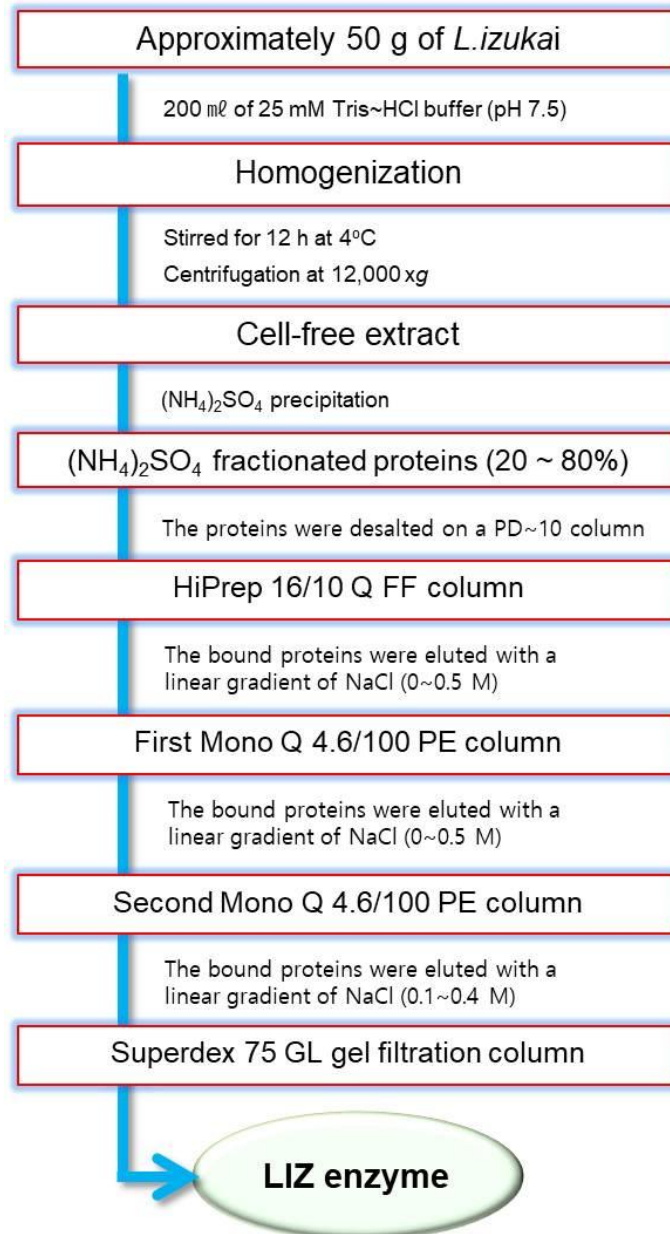 Approximately 50 g of L.izukai
200 ㎖ of 25 mM Tris~HCl buffer (pH 7.5)
Homogenization
Stirred for 12 h at 4ºC
Centrifugation at 12,000 xg
Cell-free extract
(NH₄)₂SO₄ precipitation
(NH₄)₂SO₄ fractionated proteins (20 ~ 80%)
The proteins were desalted on a PD~10 column
HiPrep 16/10 Q FF column
The bound proteins were eluted with a
linear gradient of NaCl (0~0.5 M)
First Mono Q 4.6/100 PE column
The bound proteins were eluted with a
linear gradient of NaCl (0~0.5 M)
Second Mono Q 4.6/100 PE column
The bound proteins were eluted with a
linear gradient of NaCl (0.1~0.4 M)
Superdex 75 GL gel filtration column
LIZ enzyme